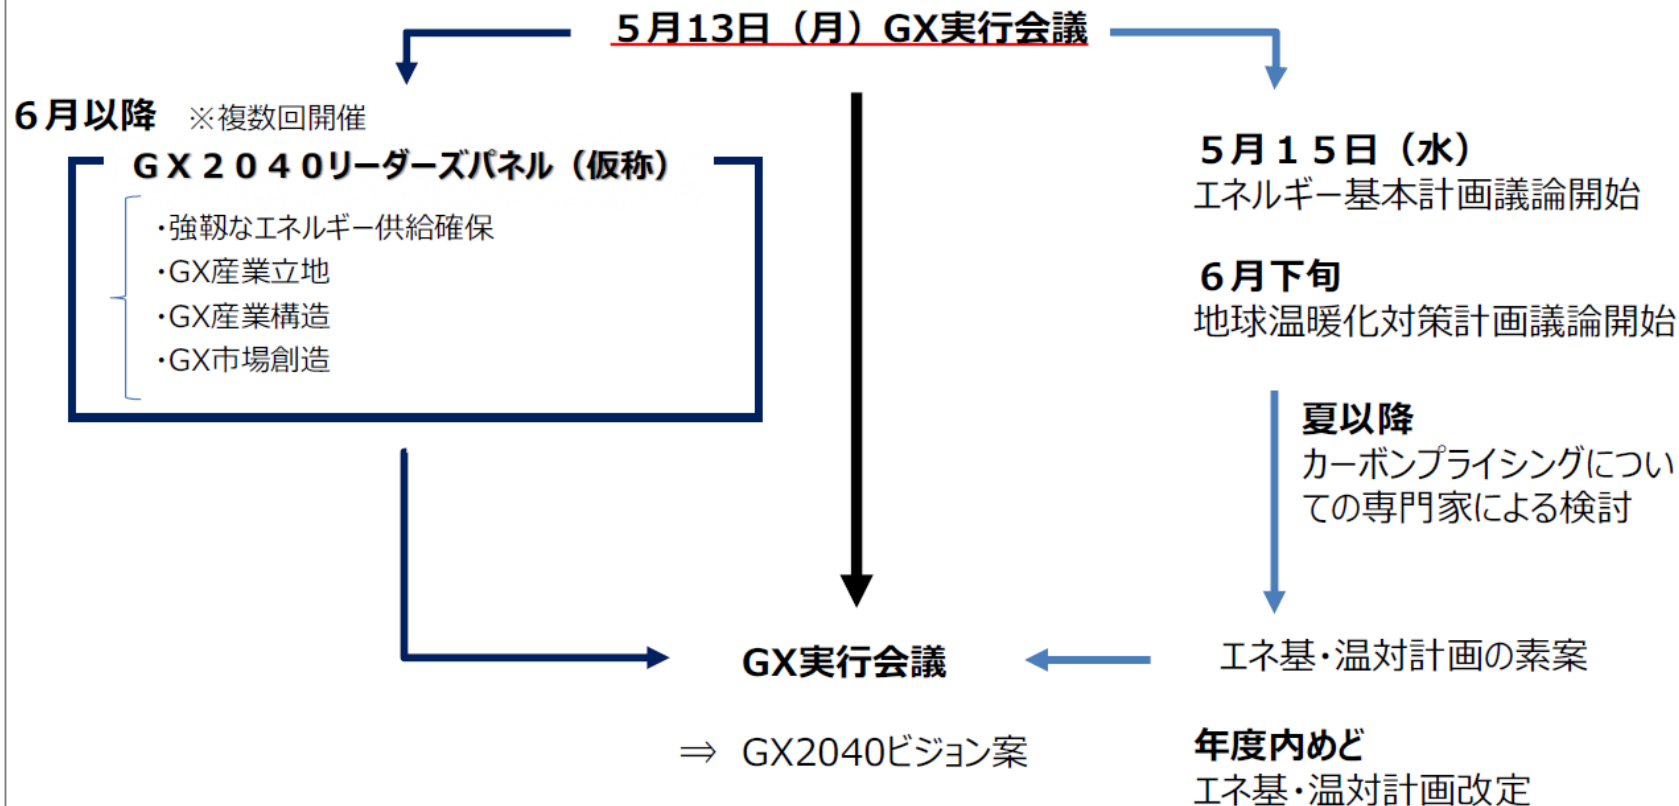 5月13日（月）GX実行会議
6月以降 ※複数回開催
GX2040リーダーズパネル（仮称）
・強靱なエネルギー供給確保
・GX産業立地
・GX産業構造
・GX市場創造
5月15日（水）
エネルギー基本計画議論開始
6月下旬
地球温暖化対策計画議論開始
夏以降
カーボンプライシングについ
ての専門家による検討
エネ基・温対計画の素案
GX実行会議
⇒ GX2040ビジョン案
年度内めど
エネ基・温対計画改定